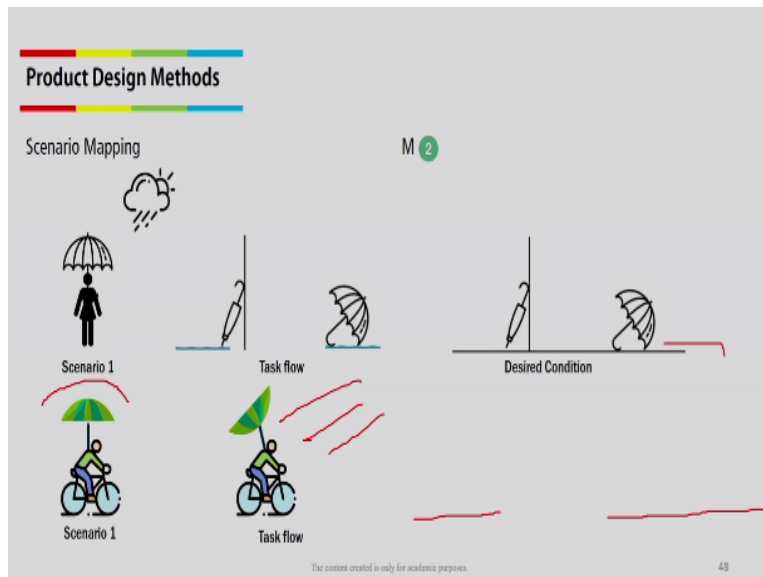 Product Design Methods
Scenario Mapping
M 2
Scenario 1
Task flow
Desired Condition
Scenario 1
Task flow
The content created is only for academic purposes.
48